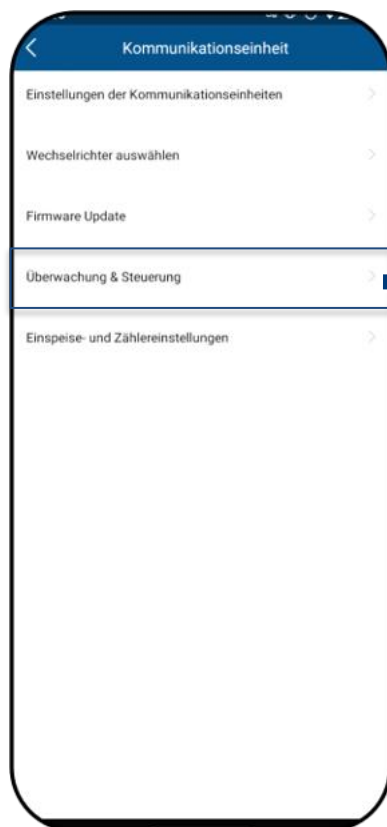 Kommunikationseinheit
Einstellungen der Kommunikationseinheiten
Wechselrichter auswählen
Firmware Update
Überwachung & Steuerung
Einspeise- und Zählereinstellungen